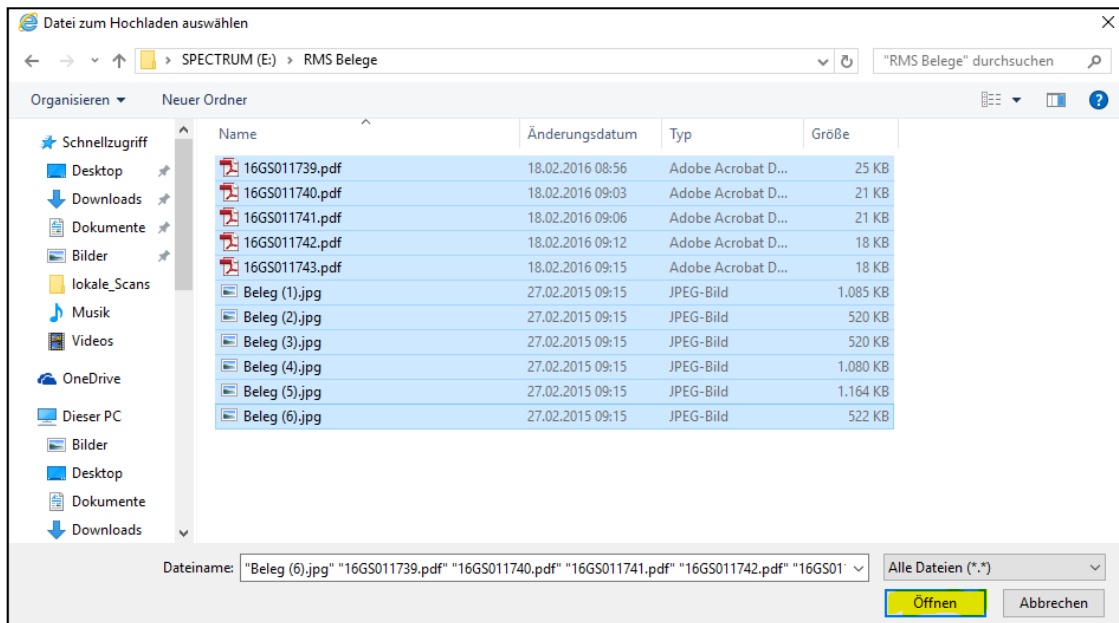 Datei zum Hochladen auswählen
SPECTRUM (E:) > RMS Belege
"RMS Belege" durchsuchen
Organisieren
Neuer Ordner
Schnellzugriff
Desktop
Downloads
Dokumente
Bilder
lokale_Scans
Musik
Videos
OneDrive
Dieser PC
Bilder
Desktop
Dokumente
Downloads
Name Änderungsdatum Typ Größe
16GS011739.pdf 18.02.2016 08:56 Adobe Acrobat D... 25 KB
16GS011740.pdf 18.02.2016 09:03 Adobe Acrobat D... 21 KB
16GS011741.pdf 18.02.2016 09:06 Adobe Acrobat D... 21 KB
16GS011742.pdf 18.02.2016 09:12 Adobe Acrobat D... 18 KB
16GS011743.pdf 18.02.2016 09:15 Adobe Acrobat D... 18 KB
Beleg (1).jpg 27.02.2015 09:15 JPEG-Bild 1.085 KB
Beleg (2).jpg 27.02.2015 09:15 JPEG-Bild 520 KB
Beleg (3).jpg 27.02.2015 09:15 JPEG-Bild 520 KB
Beleg (4).jpg 27.02.2015 09:15 JPEG-Bild 1.080 KB
Beleg (5).jpg 27.02.2015 09:15 JPEG-Bild 1.164 KB
Beleg (6).jpg 27.02.2015 09:15 JPEG-Bild 522 KB
Dateiname: "Beleg (6).jpg" "16GS011739.pdf" "16GS011740.pdf" "16GS011741.pdf" "16GS011742.pdf" "16GS01
Alle Dateien (*.*)
Öffnen
Abbrechen